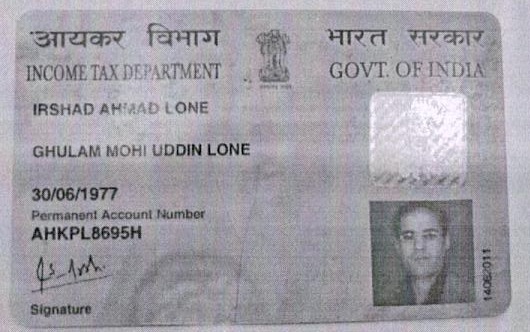 आयकर विभाग
INCOME TAX DEPARTMENT
भारत सरकार
GOVT. OF INDIA
IRSHAD AHMAD LONE
GHULAM MOHI UDDIN LONE
30/06/1977
Permanent Account Number
AHKPL8695H
Signature